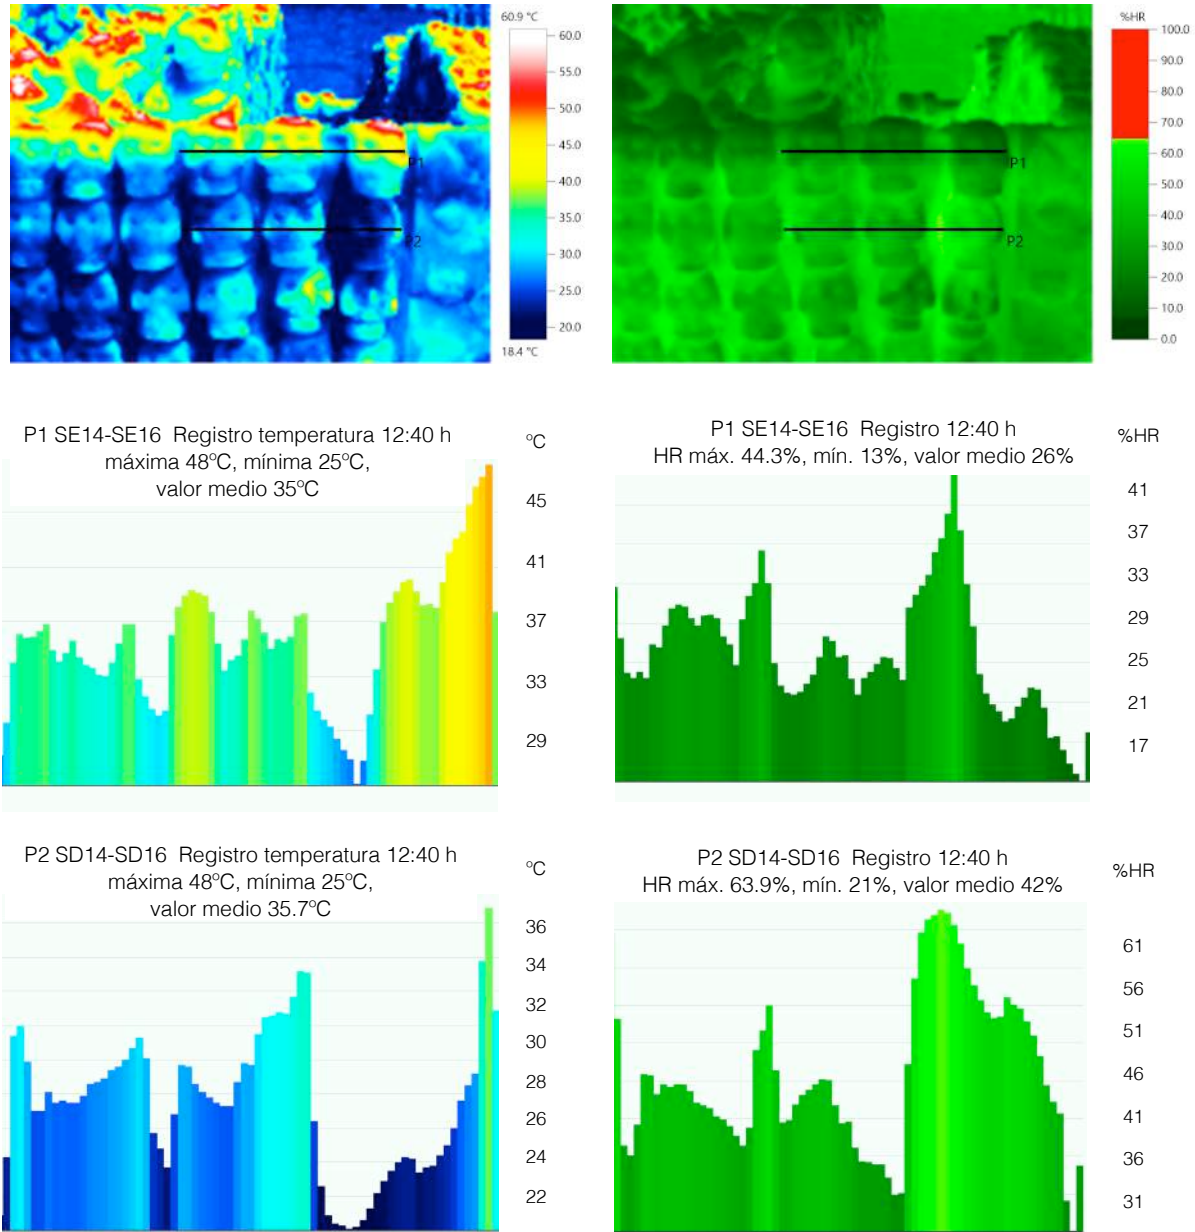 60.9 °C
60.0
55.0
50.0
45.0
40.0
35.0
30.0
25.0
20.0
18.4 °C
P1
P2
%HR
100.0
90.0
80.0
70.0
60.0
50.0
40.0
30.0
20.0
10.0
0.0
P1
P2
P1 SE14-SE16 Registro temperatura 12:40 h
máxima 48ºC, mínima 25ºC,
valor medio 35ºC
ºC
45
41
37
33
29
P1 SE14-SE16 Registro 12:40 h
HR máx. 44.3%, mín. 13%, valor medio 26%
%HR
41
37
33
29
25
21
17
P2 SD14-SD16 Registro temperatura 12:40 h
máxima 48ºC, mínima 25ºC,
valor medio 35.7ºC
ºC
36
34
32
30
28
26
24
22
P2 SD14-SD16 Registro 12:40 h
HR máx. 63.9%, mín. 21%, valor medio 42%
%HR
61
56
51
46
41
36
31